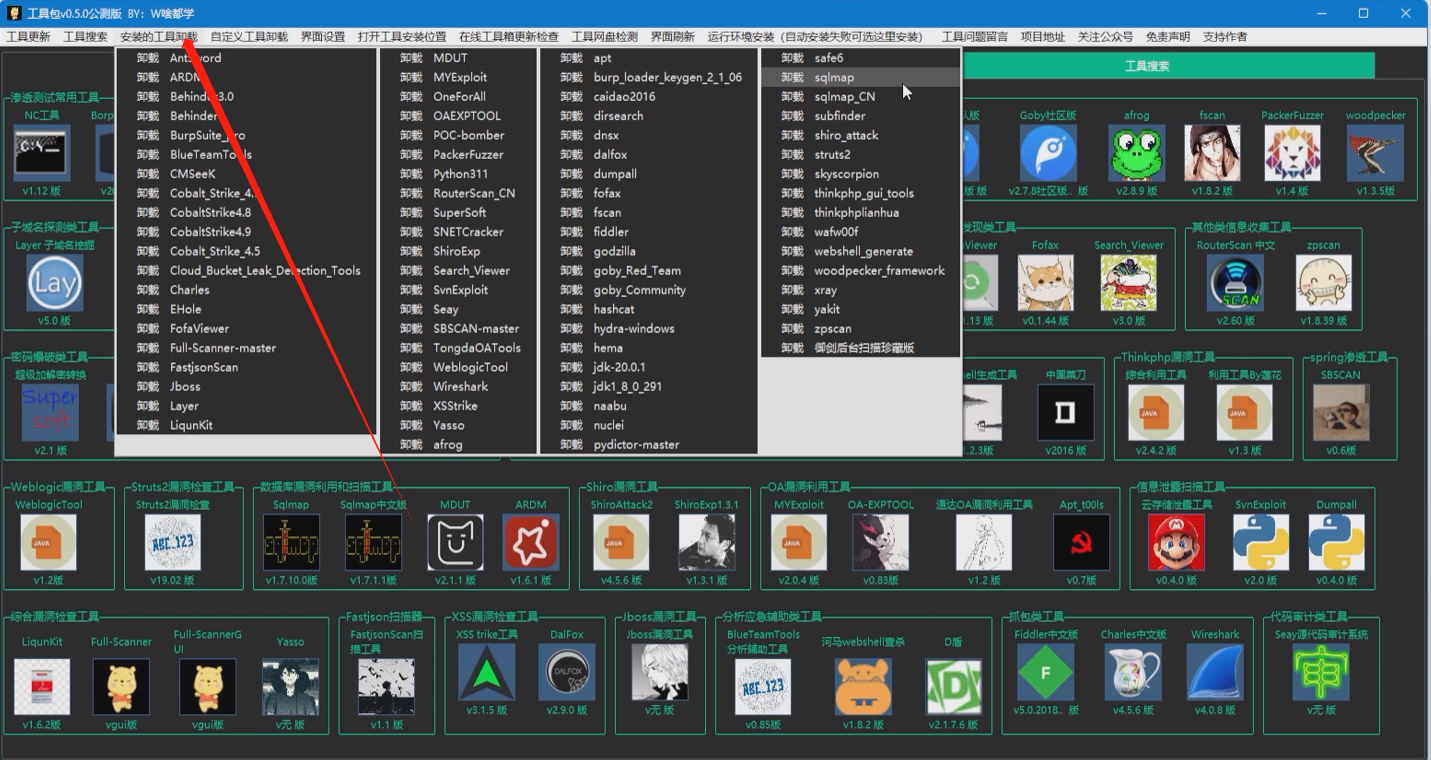 工具包v0.5.0公测版 BY：W啥都学
工具更新 工具搜索 安装的工具卸载 自定义工具卸载 界面设置 打开工具安装位置 在线工具箱更新检查 工具网盘检测 界面刷新 运行环境安装（自动安装失败可选这里安装） 工具问题留言 项目地址 关注公众号 免责声明 支持作者
工具搜索
卸载 AntSword
卸载 ARDM
卸载 Behinder3.0
卸载 Behinder
卸载 BurpSuite_Pro
卸载 BlueTeamTools
卸载 CMSeeK
卸载 Cobalt_Strike_4.
卸载 CobaltStrike4.8
卸载 CobaltStrike4.9
卸载 Cobalt_Strike_4.5
卸载 Cloud_Bucket_Leak_Detection_Tools
卸载 Charles
卸载 EHole
卸载 FofaViewer
卸载 Full-Scanner-master
卸载 FastjsonScan
卸载 Jboss
卸载 Layer
卸载 LiqunKit
卸载 MDUT
卸载 MYExploit
卸载 OneForAll
卸载 OAEXPTOOL
卸载 POC-bomber
卸载 PackerFuzzer
卸载 Python311
卸载 RouterScan_CN
卸载 SuperSoft
卸载 SNETCracker
卸载 ShiroExp
卸载 Search_Viewer
卸载 SvnExploit
卸载 Seay
卸载 SBSCAN-master
卸载 TongdaOATools
卸载 WeblogicTool
卸载 Wireshark
卸载 XSStrike
卸载 Yasso
卸载 afrog
卸载 apt
卸载 burp_loader_keygen_2_1_06
卸载 caidao2016
卸载 dirsearch
卸载 dnsx
卸载 dalfox
卸载 dumpall
卸载 fofax
卸载 fscan
卸载 fiddler
卸载 godzilla
卸载 goby_Red_Team
卸载 goby_Community
卸载 hashcat
卸载 hydra-windows
卸载 hema
卸载 jdk-20.0.1
卸载 jdk1_8_0_291
卸载 naabu
卸载 nuclei
卸载 pydictor-master
卸载 safe6
卸载 sqlmap
卸载 sqlmap_CN
卸载 subfinder
卸载 shiro_attack
卸载 struts2
卸载 skyscorpion
卸载 thinkphp_gui_tools
卸载 thinkphplianhua
卸载 wafw00f
卸载 webshell_generate
卸载 woodpecker_framework
卸载 xray
卸载 yakit
卸载 zpscan
卸载 御剑后台扫描珍藏版
渗透测试常用工具
NC工具 Borp
v1.12 版 v20
Goby社区版 afrog fscan PackerFuzzer woodpecker
v2.7.8社区版.. 版 v2.8.9 版 v1.8.2 版 v1.4 版 v1.3.5版
子域名探测类工具 发现类工具 其他类信息收集工具
Layer 子域名挖掘 Viewer Fofax Search_Viewer RouterScan 中文 zpscan
Lay
SCAN
v5.0 版 .13 版 v0.1.44 版 v3.0 版 v2.60 版 v1.8.39 版
密码爆破类工具 Thinkphp漏洞工具 spring渗透工具
超级加解密转换 ell生成工具 中国菜刀 综合利用工具 利用工具By莲花 SBSCAN
Super
soft
JAVA JAVA
v2.1 版 .2.3版 v2016 版 v2.4.2 版 v1.3 版 v0.6版
Weblogic漏洞工具 Struts2漏洞检查工具 数据库漏洞利用和扫描工具 Shiro漏洞工具 OA漏洞利用工具 信息泄露扫描工具
WeblogicTool Struts2漏洞检查 Sqlmap Sqlmap中文版 MDUT ARDM ShiroAttack2 ShiroExp1.3.1 MYExploit OA-EXPTOOL 通达OA漏洞利用工具 Apt_t00ls 云存储泄露工具 SvnExploit Dumpall
JAVA ABC_123 JAVA JAVA
v1.2版 v19.02 版 v1.7.10.0版 v1.7.1.1版 v2.1.1 版 v1.6.1 版 v4.5.6 版 v1.3.1 版 v2.0.4 版 v0.83版 v1.2 版 v0.7版 v0.4.0 版 v2.0 版 v0.4.0 版
综合漏洞检查工具 Fastjson扫描器 XSS漏洞检查工具 Jboss漏洞工具 分析应急辅助类工具 抓包类工具 代码审计类工具
LiqunKit Full-Scanner Full-ScannerG
UI Yasso FastjsonScan扫
描工具 XSS trike工具 DalFox Jboss漏洞工具 BlueTeamTools
分析辅助工具 河马webshell查杀 D盾 Fiddler中文版 Charles中文版 Wireshark Seay源代码审计系统
DALFOX ABC_123 D F 审
v1.6.2版 vgui版 vgui版 v无 版 v1.1 版 v3.1.5 版 v2.9.0 版 v无 版 v0.85版 v1.8.2 版 v2.1.7.6 版 v5.0.2018.. 版 v4.5.6 版 v4.0.8 版 v无 版